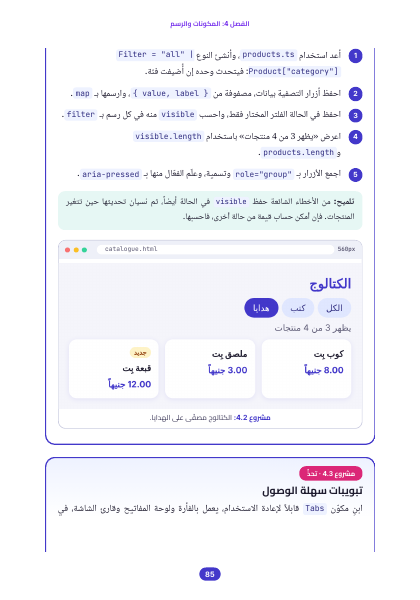 الفصل 4: المكونات والرسم
1 أعد استخدام products.ts، وأنشئ النوع Filter = "all" |
Product["category"]: فيتحدث وحده إن أُضيفت فئة.
2 احفظ أزرار التصفية بيانات، مصفوفة من { value, label }، وارسمها بـ map.
3 احفظ في الحالة الفلتر المختار فقط، واحسب visible منه في كل رسم بـ filter.
4 اعرض «يظهر 3 من 4 منتجات» باستخدام visible.length
و products.length.
5 اجمع الأزرار بـ role="group" وتسمية، وعلّم الفعّال منها بـ aria-pressed.
تلميح: من الأخطاء الشائعة حفظ visible في الحالة أيضاً، ثم نسيان تحديثها حين تتغير
المنتجات. فإن أمكن حساب قيمة من حالة أخرى، فاحسبها.
catalogue.html 560px
الكتالوج
الكل كتب هدايا
يظهر 3 من 4 منتجات
كوب بِت ملصق بِت جديد
8.00 جنيهاً 3.00 جنيهاً قبعة بِت
12.00 جنيهاً
مشروع 4.2: الكتالوج مصفّى على الهدايا.
مشروع 4.3 · تحدٍّ
تبويبات سهلة الوصول
ابنِ مكوّن Tabs قابلاً لإعادة الاستخدام، يعمل بالفأرة ولوحة المفاتيح وقارئ الشاشة، في
85